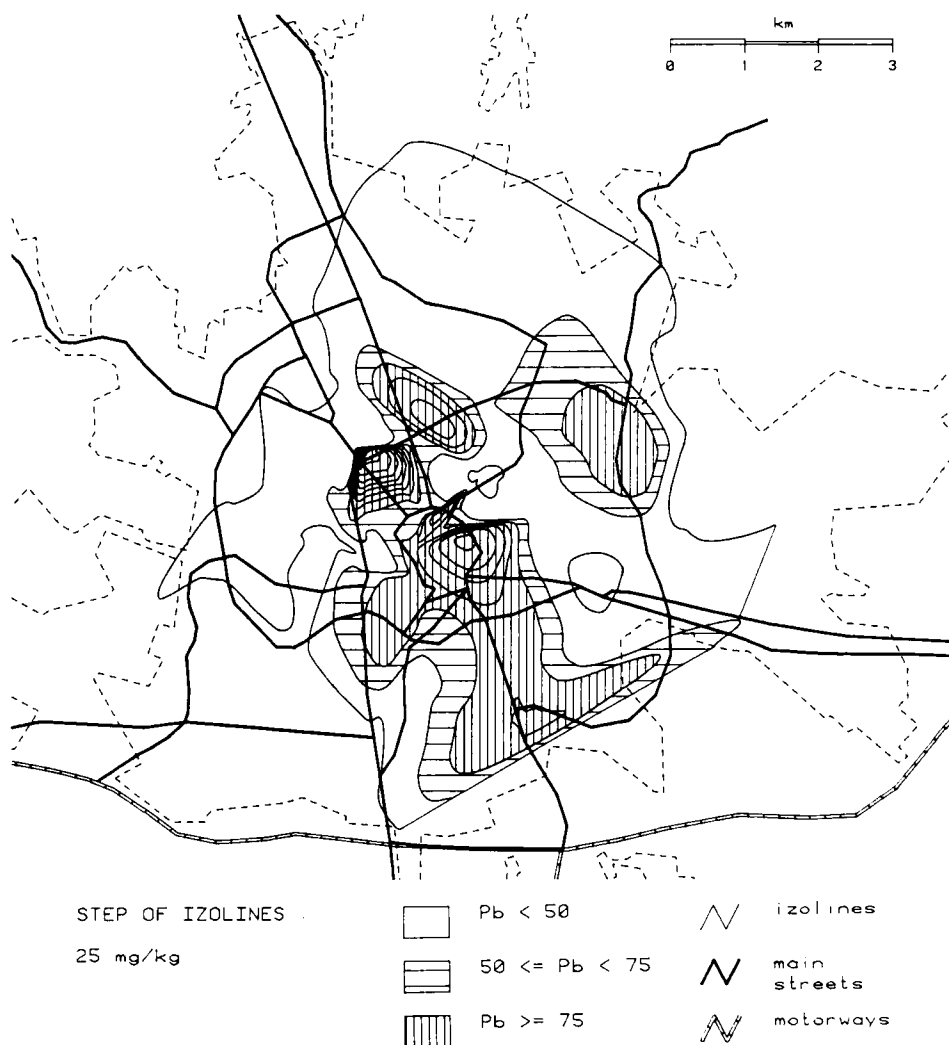 km
0 1 2 3
STEP OF IZOLINES
25 mg/kg
Pb < 50
50 <= Pb < 75
Pb >= 75
izolines
main
streets
motorways